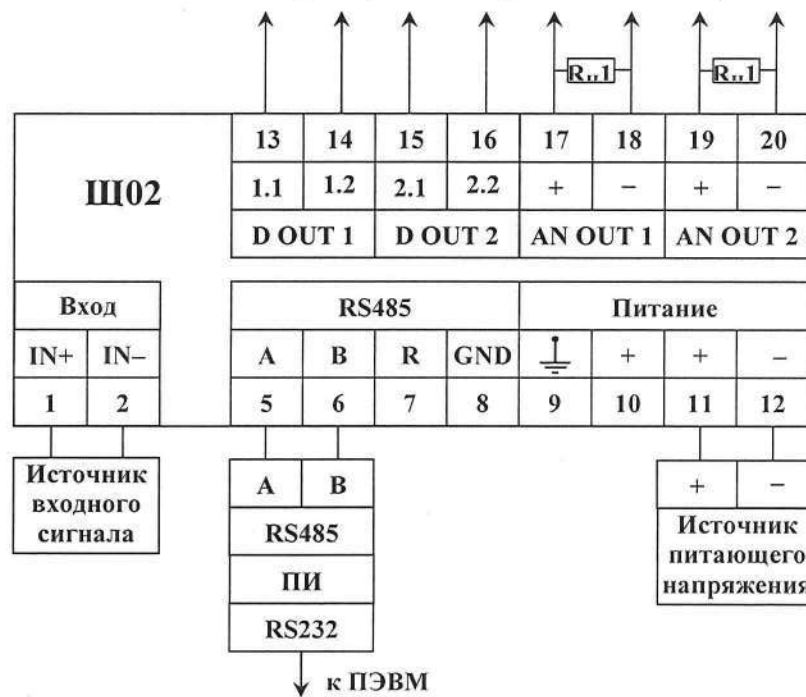 Rн1 Rн1
13 14 15 16 17 18 19 20
Щ02
1.1 1.2 2.1 2.2 + − + −
D OUT 1 D OUT 2 AN OUT 1 AN OUT 2
Вход RS485 Питание
IN+ IN− A B R GND + + −
1 2 5 6 7 8 9 10 11 12
Источник
входного
сигнала
A B
RS485
ПИ
RS232
к ПЭВМ
+ −
Источник
питающего
напряжения